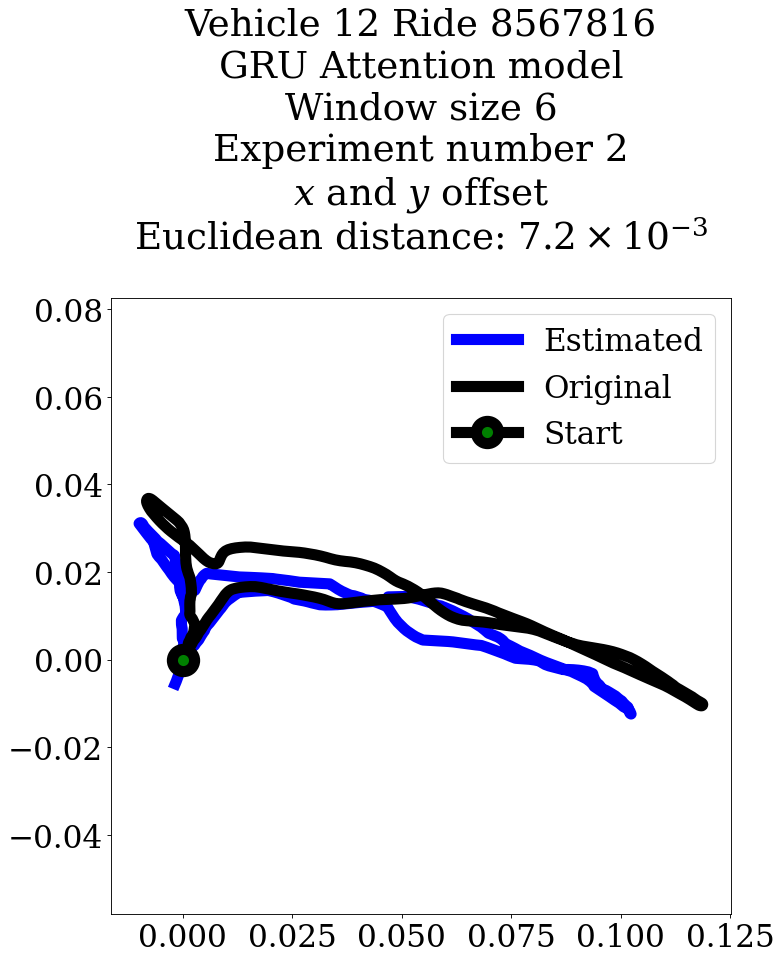 Vehicle 12 Ride 8567816
GRU Attention model
Window size 6
Experiment number 2
x and y offset
Euclidean distance: 7.2 × 10⁻³
Estimated
Original
Start
0.08
0.06
0.04
0.02
0.00
−0.02
−0.04
0.000 0.025 0.050 0.075 0.100 0.125